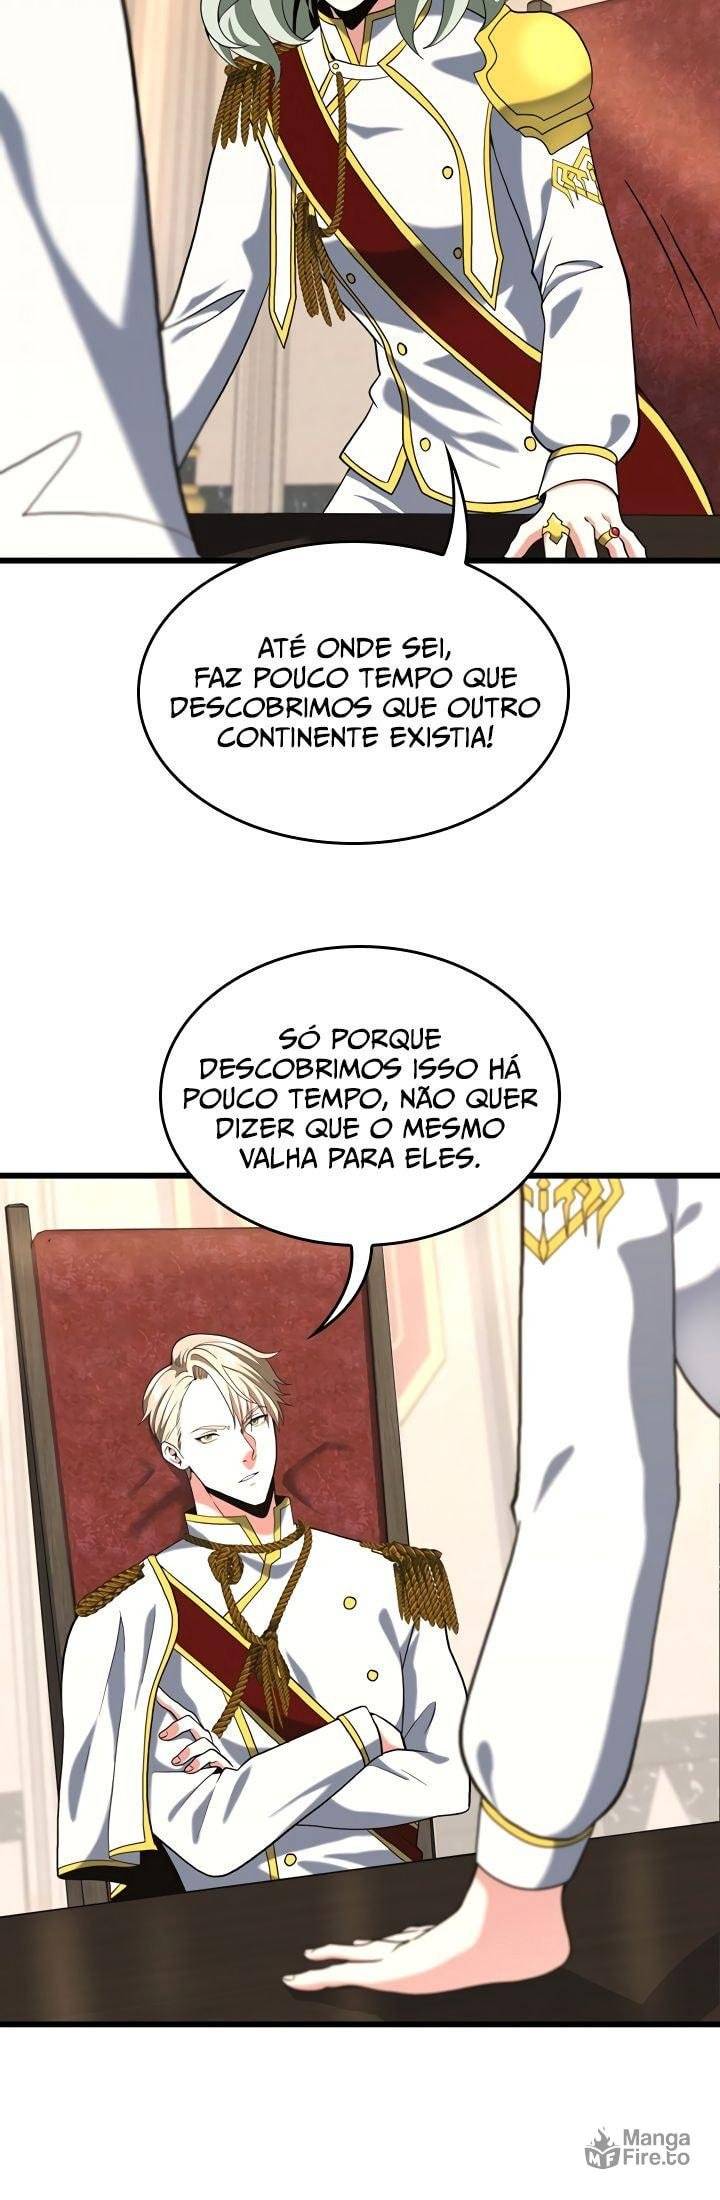 ATÉ ONDE SEI,
FAZ POUCO TEMPO QUE
DESCOBRIMOS QUE OUTRO
CONTINENTE EXISTIA!
SÓ PORQUE
DESCOBRIMOS ISSO HÁ
POUCO TEMPO, NÃO QUER
DIZER QUE O MESMO
VALHA PARA ELES.
Manga
Fire.to
MF